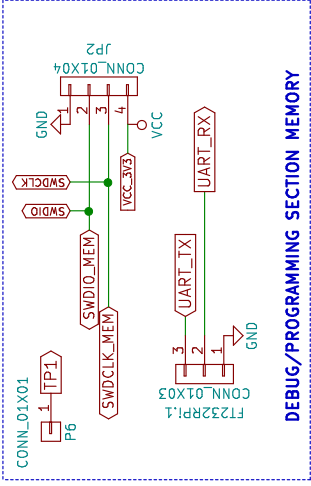 JP2
CONN_01X04
1
2
3
4
GND
VCC
VCC_3V3
SWDCLK
SWDIO
SWDIO_MEM
SWDCLK_MEM
UART_RX
UART_TX
3
2
1
GND
CONN_01X03
FT232RPi.1
TP1
1
P6
CONN_01X01
DEBUG/PROGRAMMING SECTION MEMORY